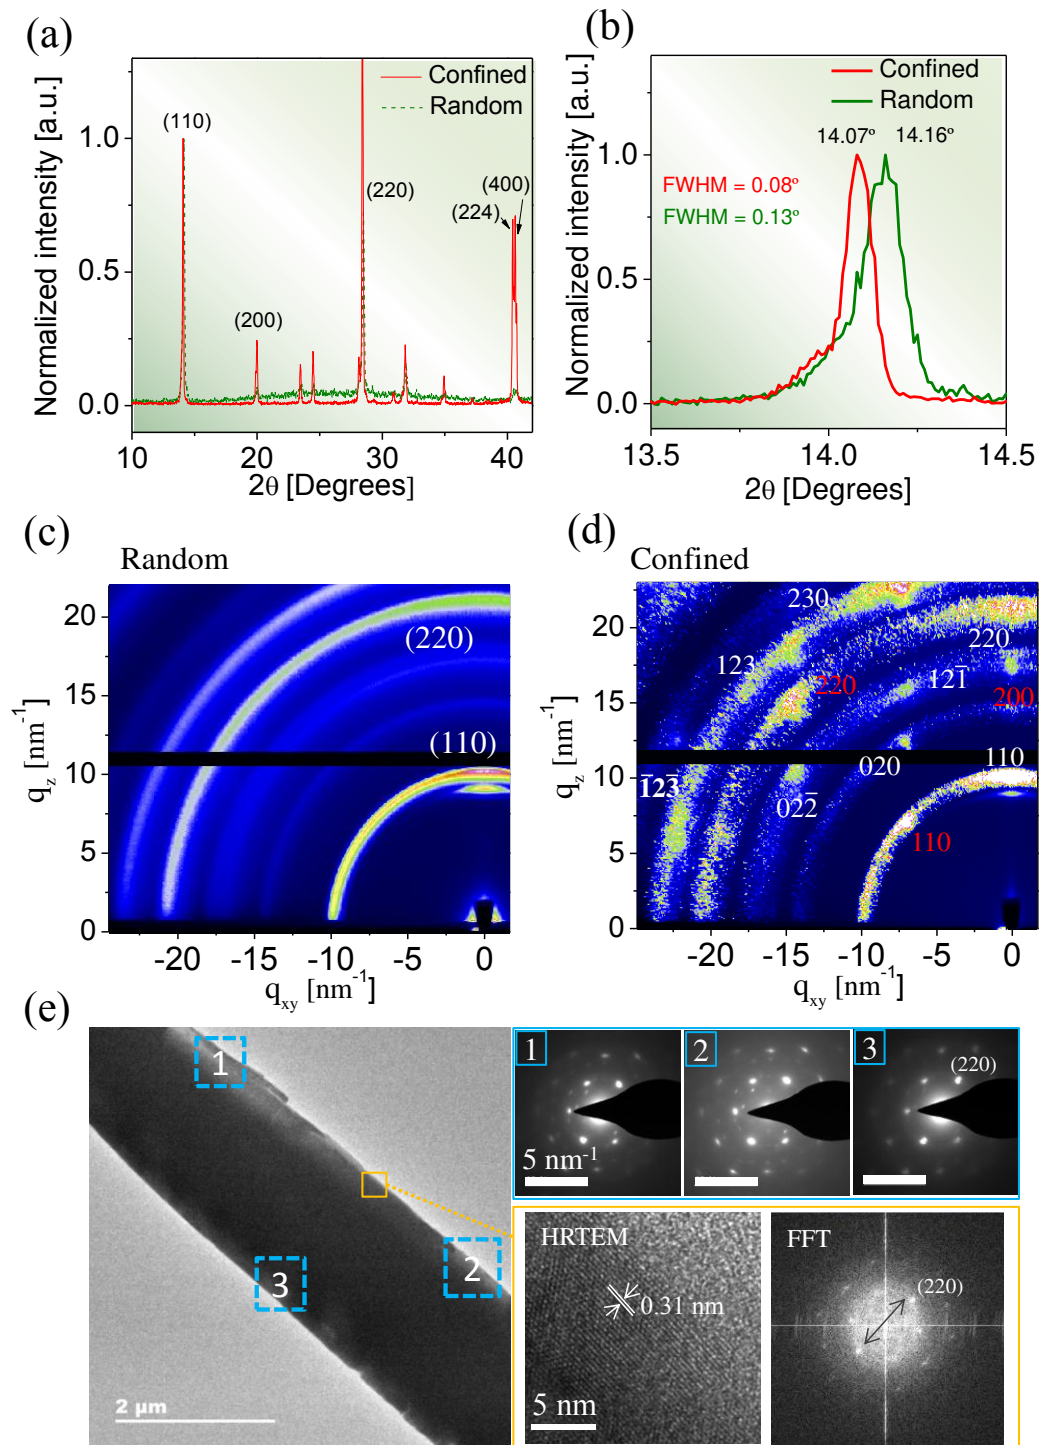 (a)
Normalized intensity [a.u.]
1.0
0.5
0.0
10 20 30 40
2θ [Degrees]
Confined
Random
(110)
(200)
(220)
(224)
(400)
(b)
Normalized intensity [a.u.]
1.0
0.5
0.0
13.5 14.0 14.5
2θ [Degrees]
Confined
Random
14.07º 14.16º
FWHM = 0.08º
FWHM = 0.13º
(c)
Random
q_z [nm⁻¹]
20
15
10
5
0
-20 -15 -10 -5 0
q_xy [nm⁻¹]
(220)
(110)
(d)
Confined
q_z [nm⁻¹]
20
15
10
5
0
-20 -15 -10 -5 0
q_xy [nm⁻¹]
230
123
220
220
121̄
200
020
110
1̄23̄
022̄
110
(e)
1
2
3
2 µm
1
5 nm⁻¹
2
3
(220)
HRTEM
0.31 nm
5 nm
FFT
(220)